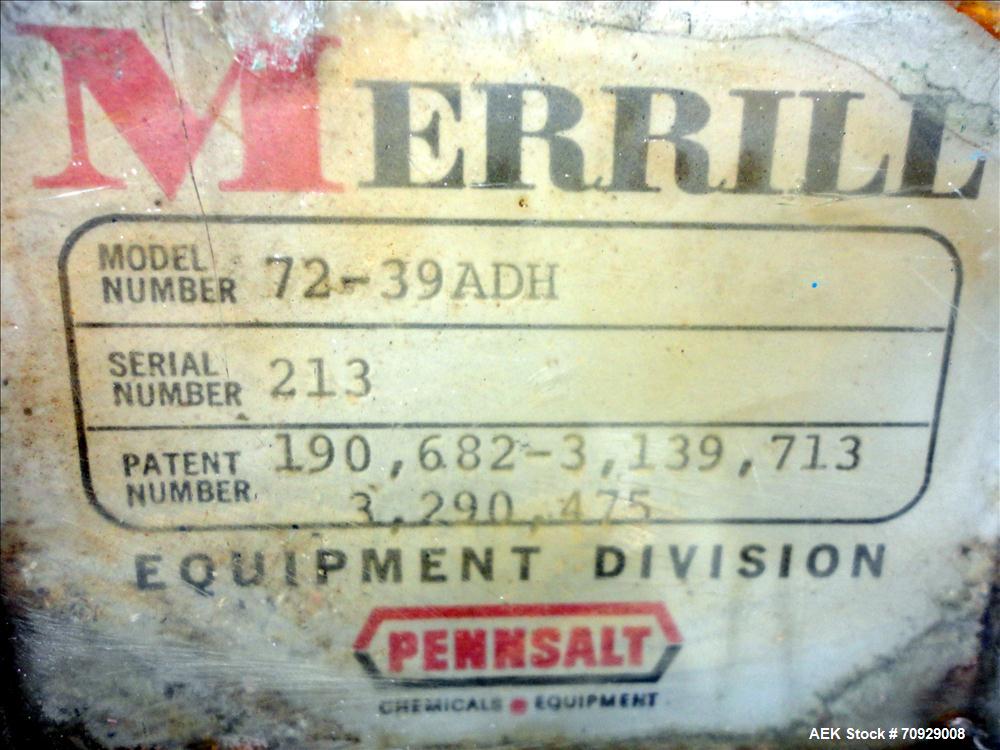 MERRILL
MODEL NUMBER 72-39ADH
SERIAL NUMBER 213
PATENT NUMBER 190,682-3,139,713
3,290,475
EQUIPMENT DIVISION
PENNSALT
CHEMICALS • EQUIPMENT
AEK Stock # 70929008